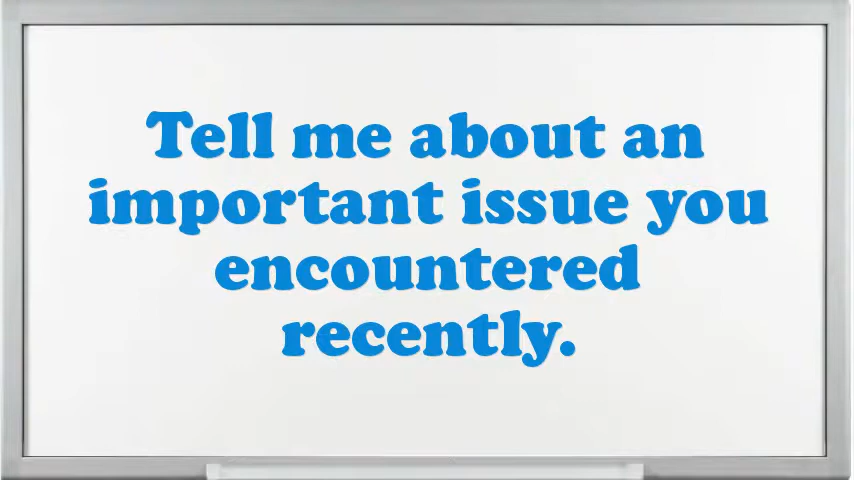 Tell me about an
important issue you
encountered
recently.